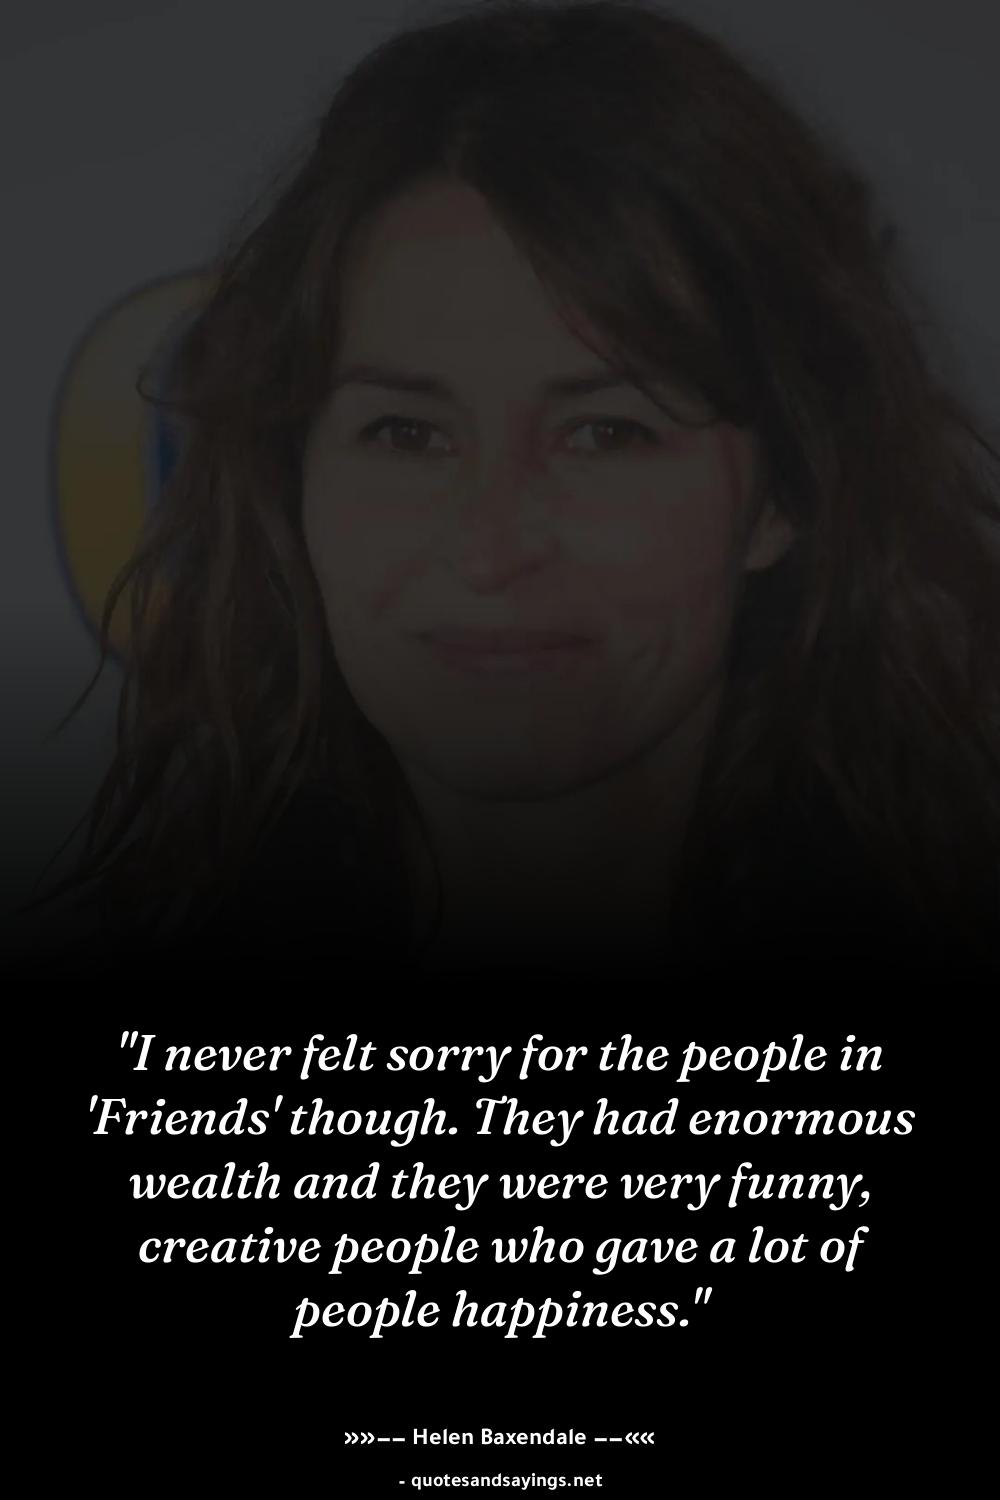 "I never felt sorry for the people in
'Friends' though. They had enormous
wealth and they were very funny,
creative people who gave a lot of
people happiness."
»»−− Helen Baxendale −−««
- quotesandsayings.net